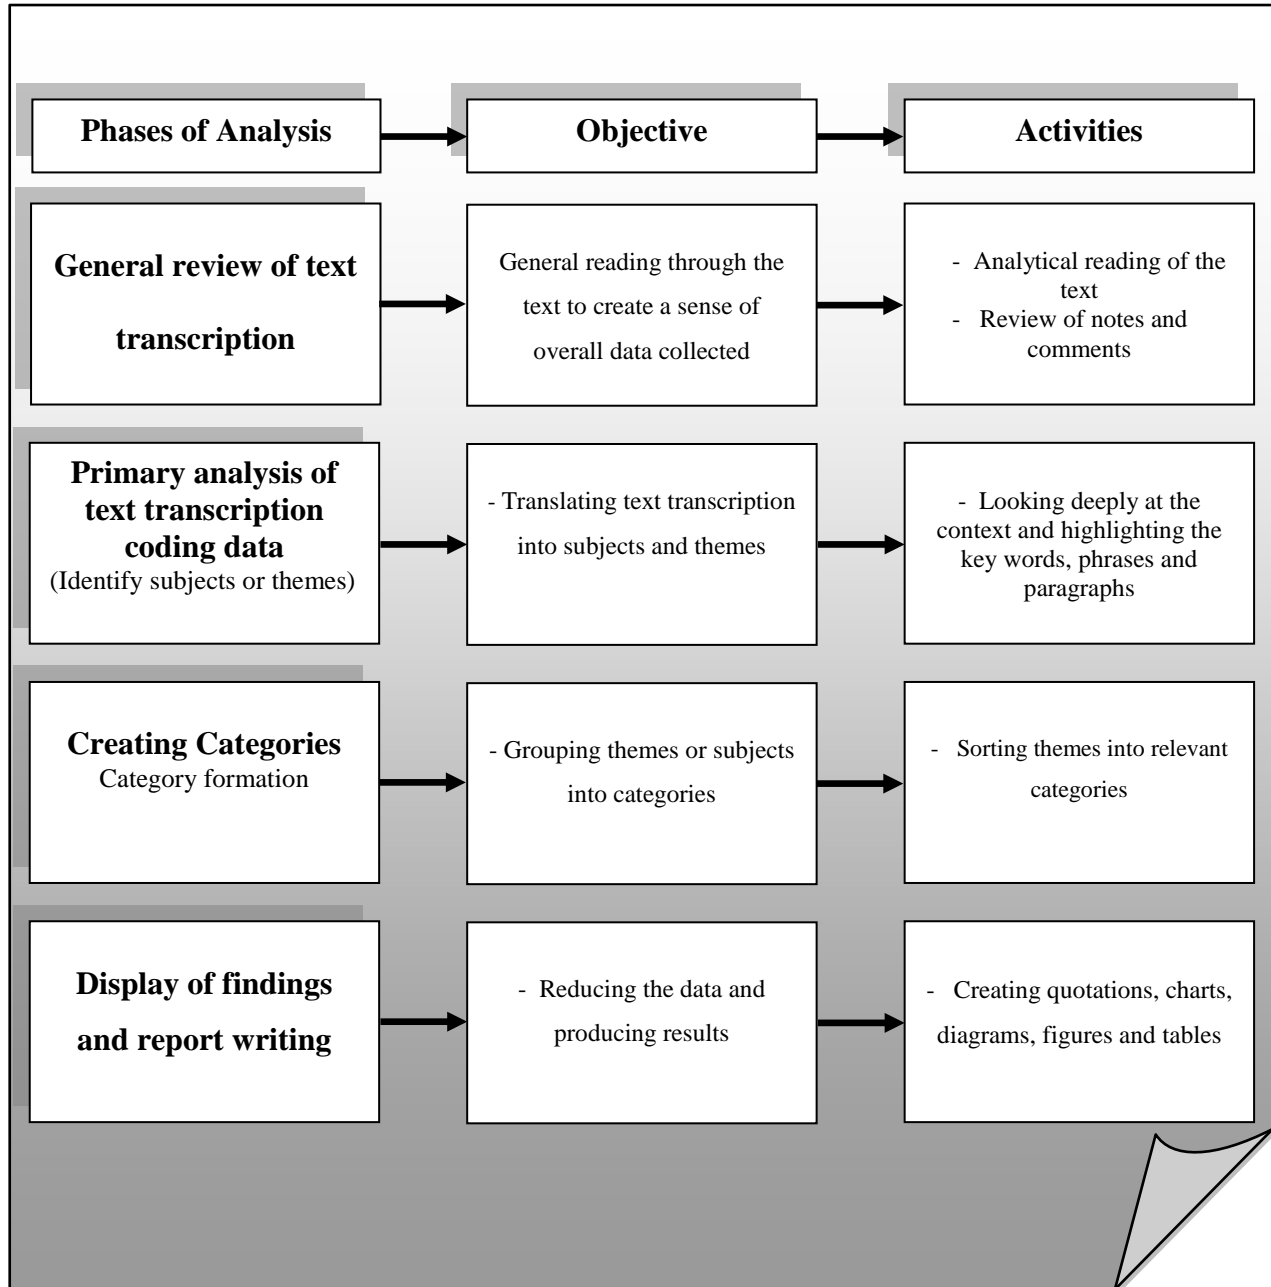 Phases of Analysis
Objective
Activities
General review of text
transcription
General reading through the
text to create a sense of
overall data collected
- Analytical reading of the
text
- Review of notes and
comments
Primary analysis of
text transcription
coding data
(Identify subjects or themes)
- Translating text transcription
into subjects and themes
- Looking deeply at the
context and highlighting the
key words, phrases and
paragraphs
Creating Categories
Category formation
- Grouping themes or subjects
into categories
- Sorting themes into relevant
categories
Display of findings
and report writing
- Reducing the data and
producing results
- Creating quotations, charts,
diagrams, figures and tables